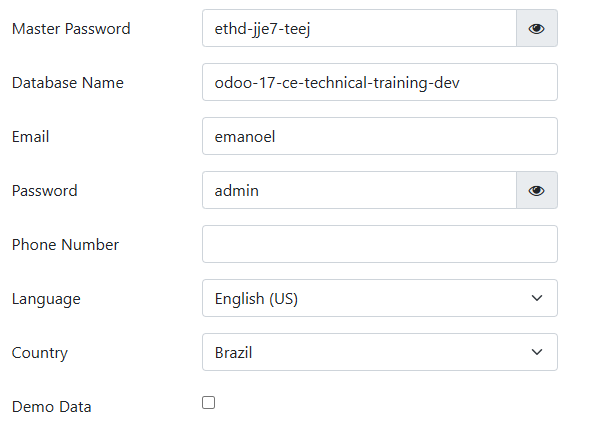 Master Password ethd-jje7-teej
Database Name odoo-17-ce-technical-training-dev
Email emanoel
Password admin
Phone Number
Language English (US)
Country Brazil
Demo Data